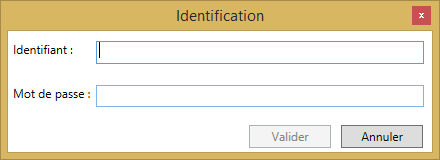 Identification
Identifiant :
Mot de passe :
Valider
Annuler